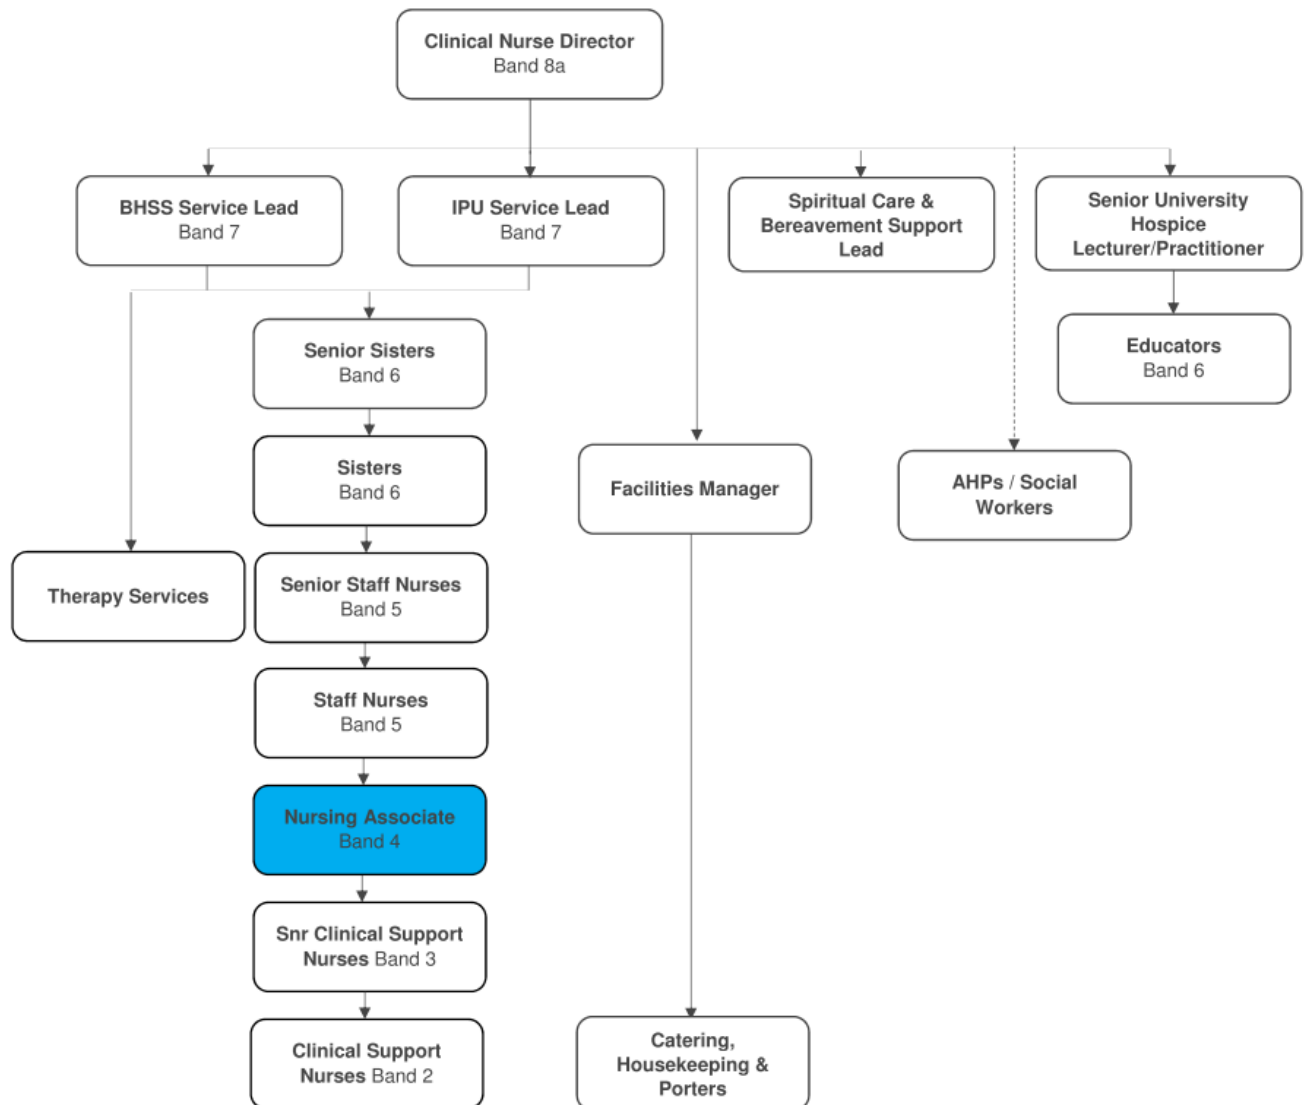 Clinical Nurse Director
Band 8a
BHSS Service Lead
Band 7
IPU Service Lead
Band 7
Spiritual Care &
Bereavement Support
Lead
Senior University
Hospice
Lecturer/Practitioner
Senior Sisters
Band 6
Educators
Band 6
Sisters
Band 6
Facilities Manager
AHPs / Social
Workers
Therapy Services
Senior Staff Nurses
Band 5
Staff Nurses
Band 5
Nursing Associate
Band 4
Snr Clinical Support
Nurses Band 3
Clinical Support
Nurses Band 2
Catering,
Housekeeping &
Porters